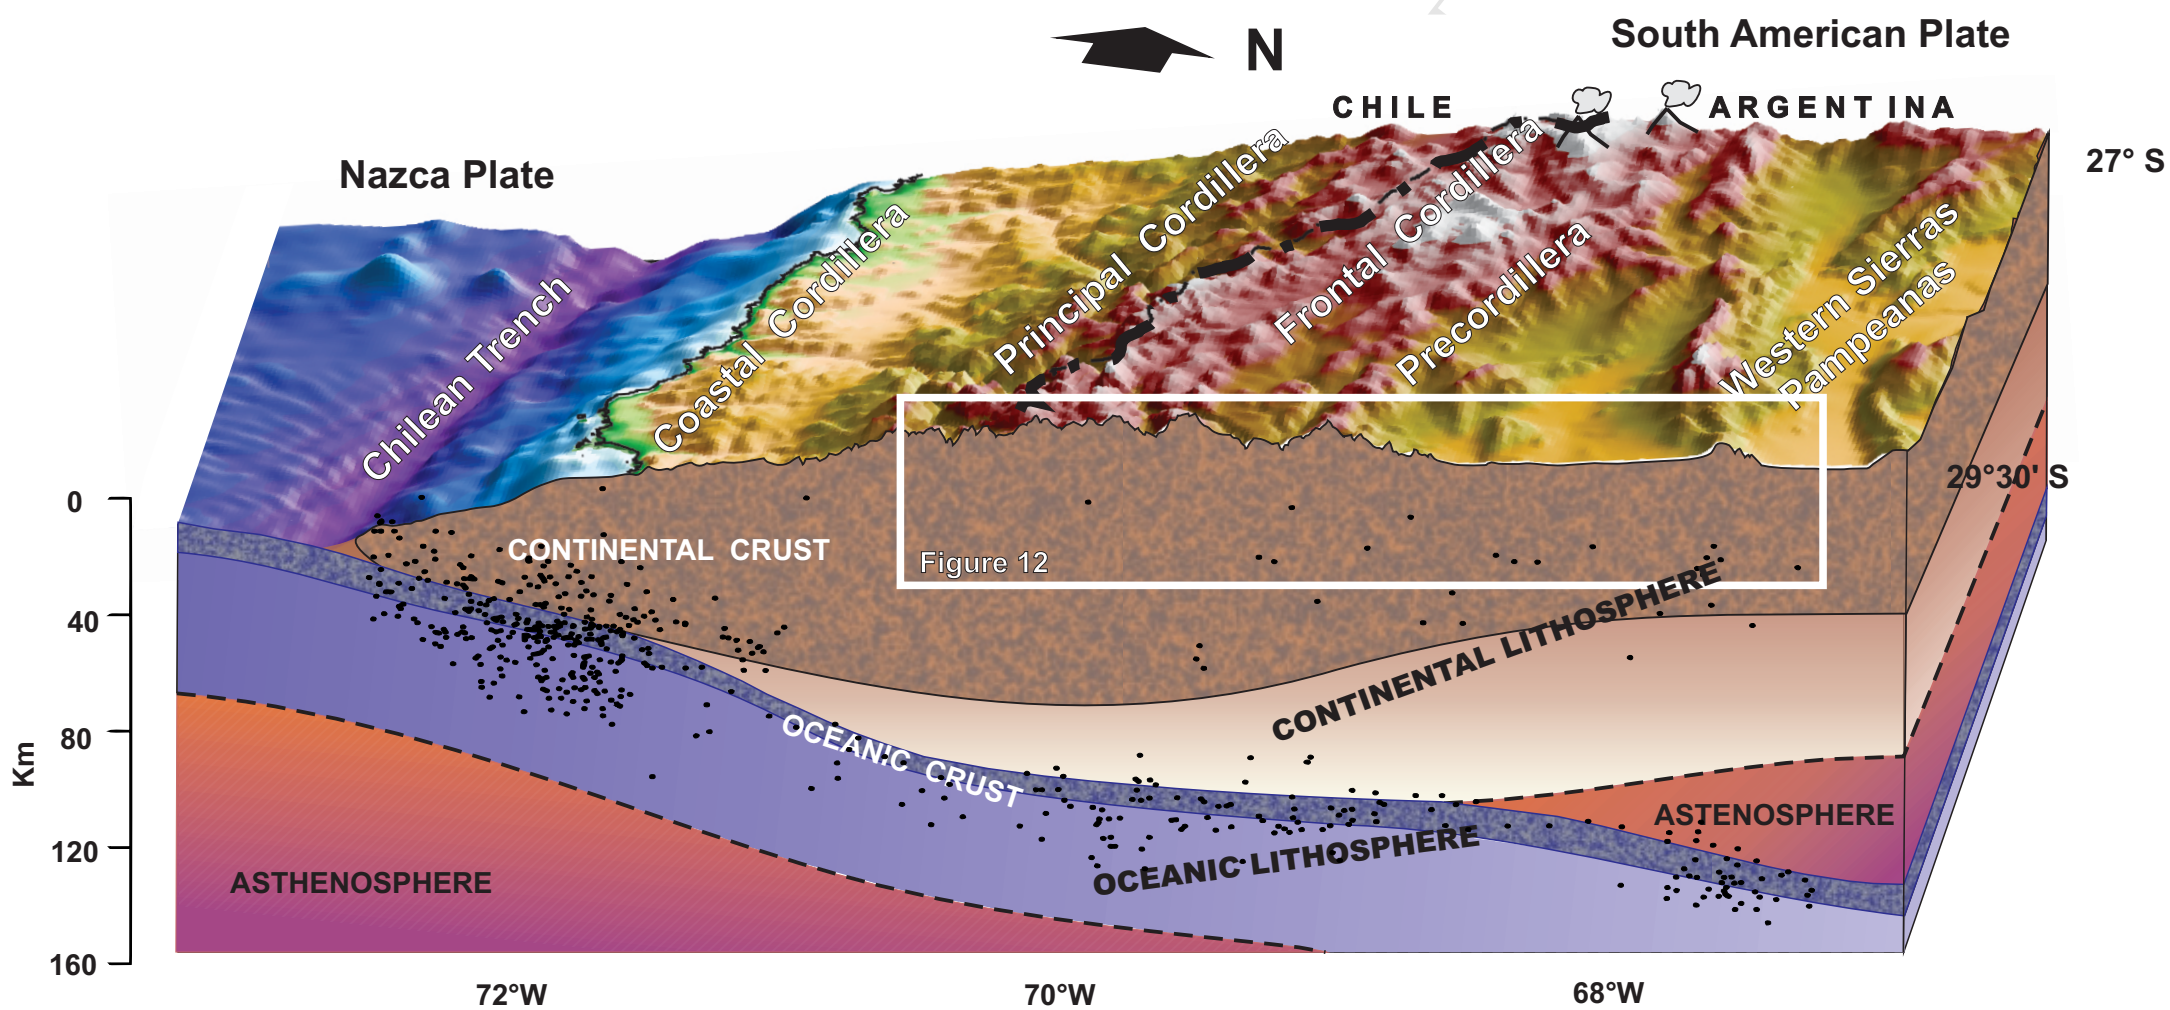 South American Plate
N
CHILE
ARGENTINA
27° S
Nazca Plate
Chilean Trench
Coastal Cordillera
Principal Cordillera
Frontal Cordillera
Precordillera
Western Sierras
Pampeanas
29°30' S
0
40
80
120
160
Km
CONTINENTAL CRUST
Figure 12
CONTINENTAL LITHOSPHERE
OCEANIC CRUST
OCEANIC LITHOSPHERE
ASTENOSPHERE
ASTHENOSPHERE
72°W
70°W
68°W